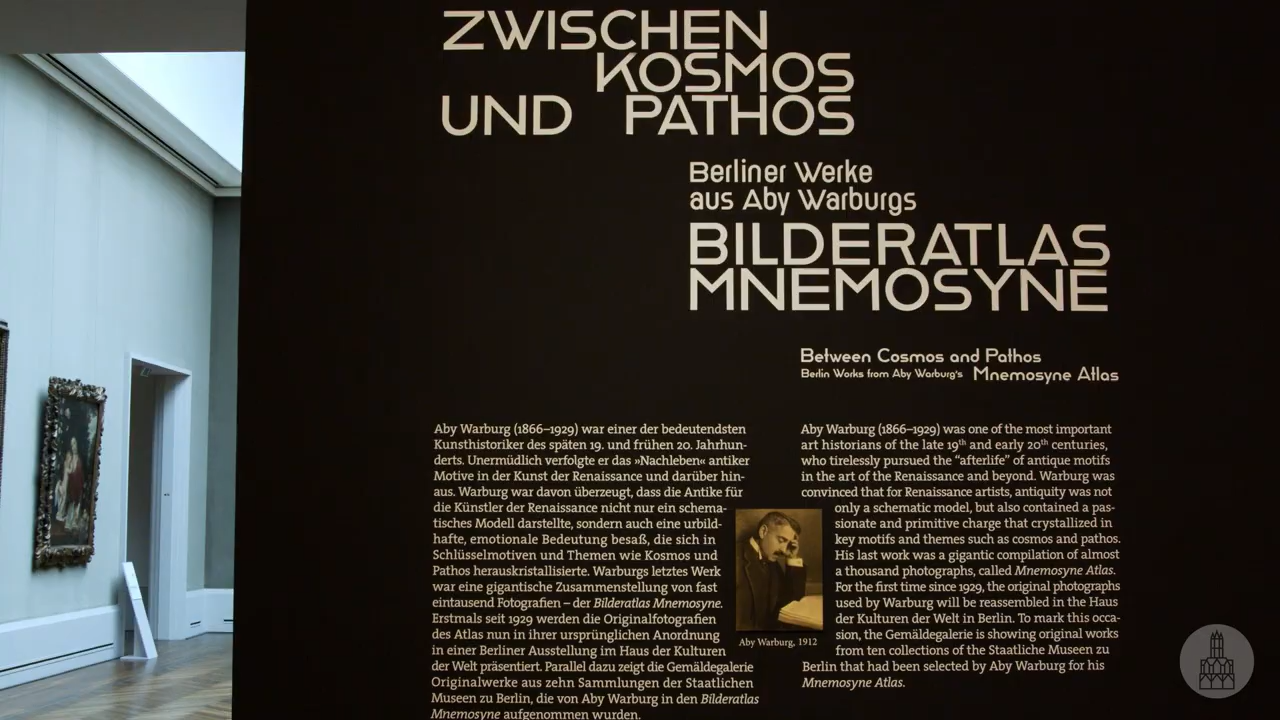 ZWISCHEN
KOSMOS
UND PATHOS
Berliner Werke
aus Aby Warburgs
BILDERATLAS
MNEMOSYNE
Between Cosmos and Pathos
Berlin Works from Aby Warburg's Mnemosyne Atlas
Aby Warburg (1866–1929) war einer der bedeutendsten
Kunsthistoriker des späten 19. und frühen 20. Jahrhun-
derts. Unermüdlich verfolgte er das »Nachleben« antiker
Motive in der Kunst der Renaissance und darüber hin-
aus. Warburg war davon überzeugt, dass die Antike für
die Künstler der Renaissance nicht nur ein schema-
tisches Modell darstellte, sondern auch eine urbild-
hafte, emotionale Bedeutung besaß, die sich in
Schlüsselmotiven und Themen wie Kosmos und
Pathos herauskristallisierte. Warburgs letztes Werk
war eine gigantische Zusammenstellung von fast
eintausend Fotografien – der Bilderatlas Mnemosyne.
Erstmals seit 1929 werden die Originalfotografien
des Atlas nun in ihrer ursprünglichen Anordnung
in einer Berliner Ausstellung im Haus der Kulturen
der Welt präsentiert. Parallel dazu zeigt die Gemäldegalerie
Originalwerke aus zehn Sammlungen der Staatlichen
Museen zu Berlin, die von Aby Warburg in den Bilderatlas
Mnemosyne aufgenommen wurden.
Aby Warburg, 1912
Aby Warburg (1866–1929) was one of the most important
art historians of the late 19th and early 20th centuries,
who tirelessly pursued the “afterlife” of antique motifs
in the art of the Renaissance and beyond. Warburg was
convinced that for Renaissance artists, antiquity was not
only a schematic model, but also contained a pas-
sionate and primitive charge that crystallized in
key motifs and themes such as cosmos and pathos.
His last work was a gigantic compilation of almost
a thousand photographs, called Mnemosyne Atlas.
For the first time since 1929, the original photographs
used by Warburg will be reassembled in the Haus
der Kulturen der Welt in Berlin. To mark this occa-
sion, the Gemäldegalerie is showing original works
from ten collections of the Staatliche Museen zu
Berlin that had been selected by Aby Warburg for his
Mnemosyne Atlas.